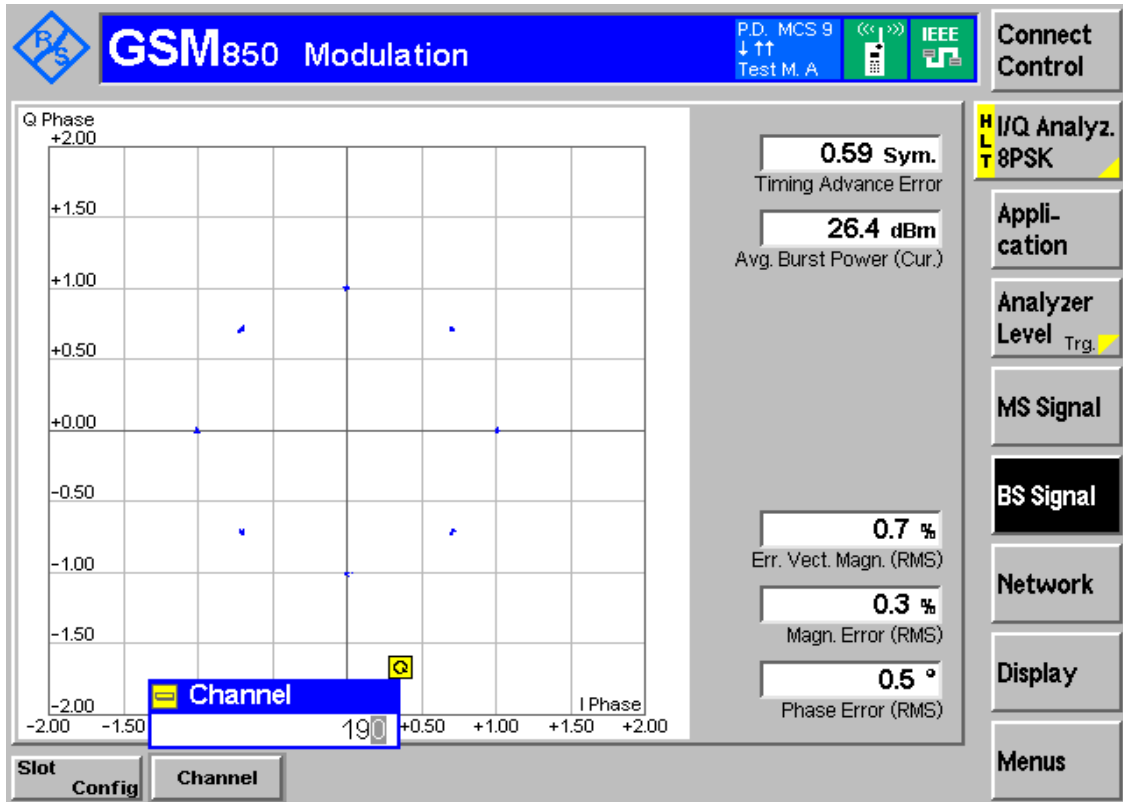 R&S
GSM850 Modulation
P.D. MCS 9
↓ ↑↑
Test M. A
IEEE
Connect
Control
Q Phase
+2.00
+1.50
+1.00
+0.50
+0.00
-0.50
-1.00
-1.50
-2.00
-2.00 -1.50 +0.50 +1.00 +1.50 +2.00
I Phase
Channel
190
0.59 Sym.
Timing Advance Error
26.4 dBm
Avg. Burst Power (Cur.)
0.7 %
Err. Vect. Magn. (RMS)
0.3 %
Magn. Error (RMS)
0.5 °
Phase Error (RMS)
HLT
I/Q Analyz.
8PSK
Appli-
cation
Analyzer
Level Trg.
MS Signal
BS Signal
Network
Display
Menus
Slot
Config
Channel